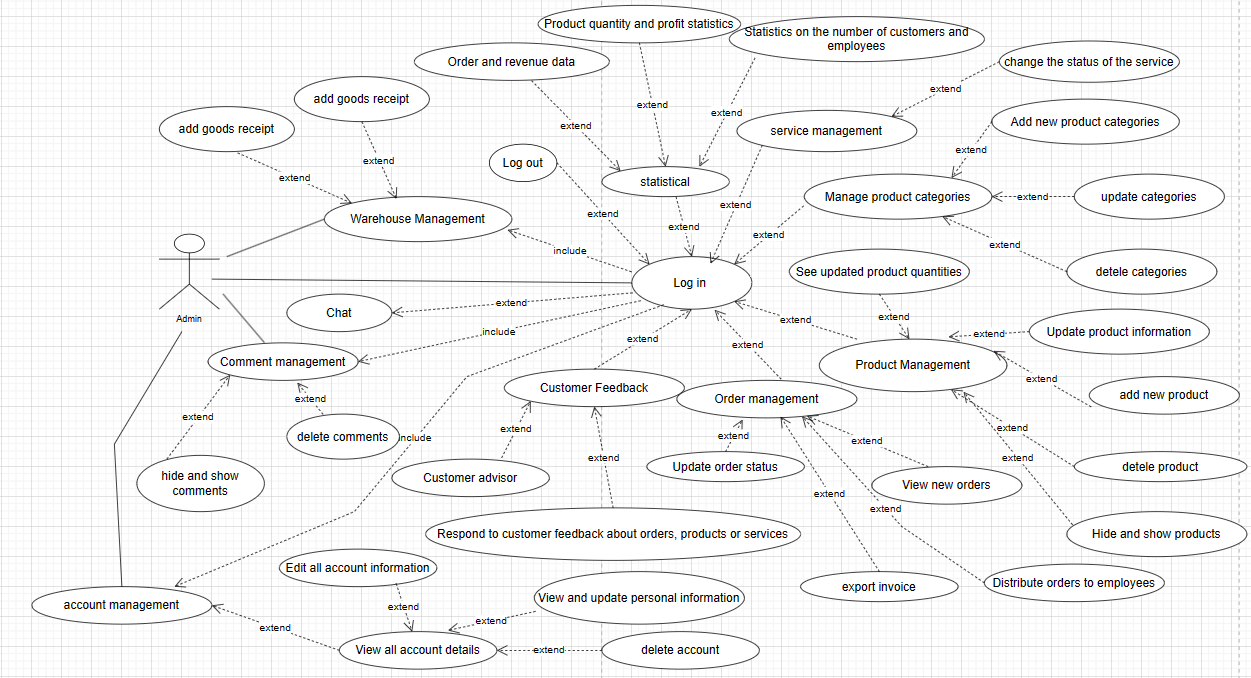 Product quantity and profit statistics
Statistics on the number of customers and
employees
Order and revenue data
change the status of the service
add goods receipt
extend
extend
add goods receipt
extend
extend
service management
Add new product categories
extend
Log out
extend
extend
statistical
extend
Manage product categories
extend
update categories
extend
extend
Warehouse Management
extend
extend
extend
include
Log in
See updated product quantities
detele categories
Admin
Chat
extend
extend
extend
Update product information
include
extend
extend
extend
Comment management
Product Management
extend
Customer Feedback
Order management
add new product
extend
extend
delete comments
include
extend
extend
extend
extend
hide and show
comments
Customer advisor
extend
Update order status
extend
detele product
View new orders
extend
extend
Respond to customer feedback about orders, products or services
Hide and show products
Edit all account information
export invoice
Distribute orders to employees
account management
extend
View and update personal information
extend
extend
View all account details
extend
delete account